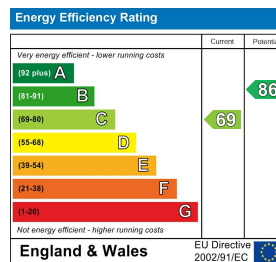 Energy Efficiency Rating
Current Potentia
Very energy efficient - lower running costs
(92 plus) A
(81-91) B
86
(69-80) C
69
(55-68) D
(39-54) E
(21-38) F
(1-20) G
Not energy efficient - higher running costs
England & Wales
EU Directive
2002/91/EC